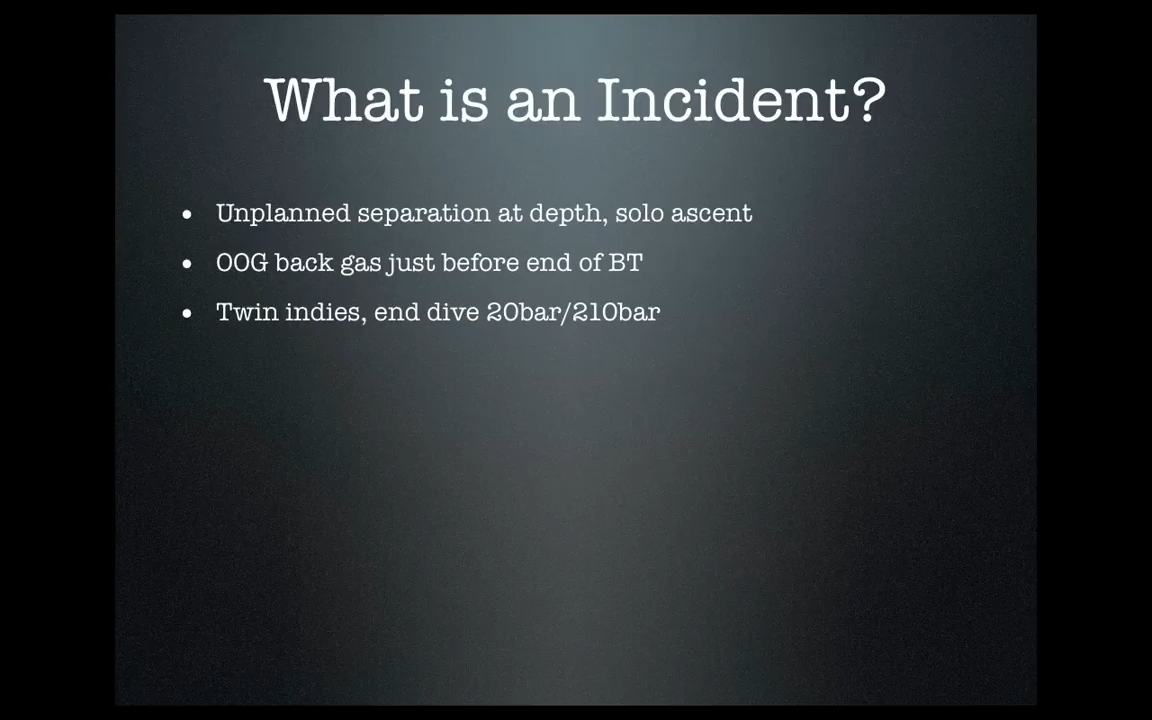 What is an Incident?
• Unplanned separation at depth, solo ascent
• OOG back gas just before end of BT
• Twin indies, end dive 20bar/210bar